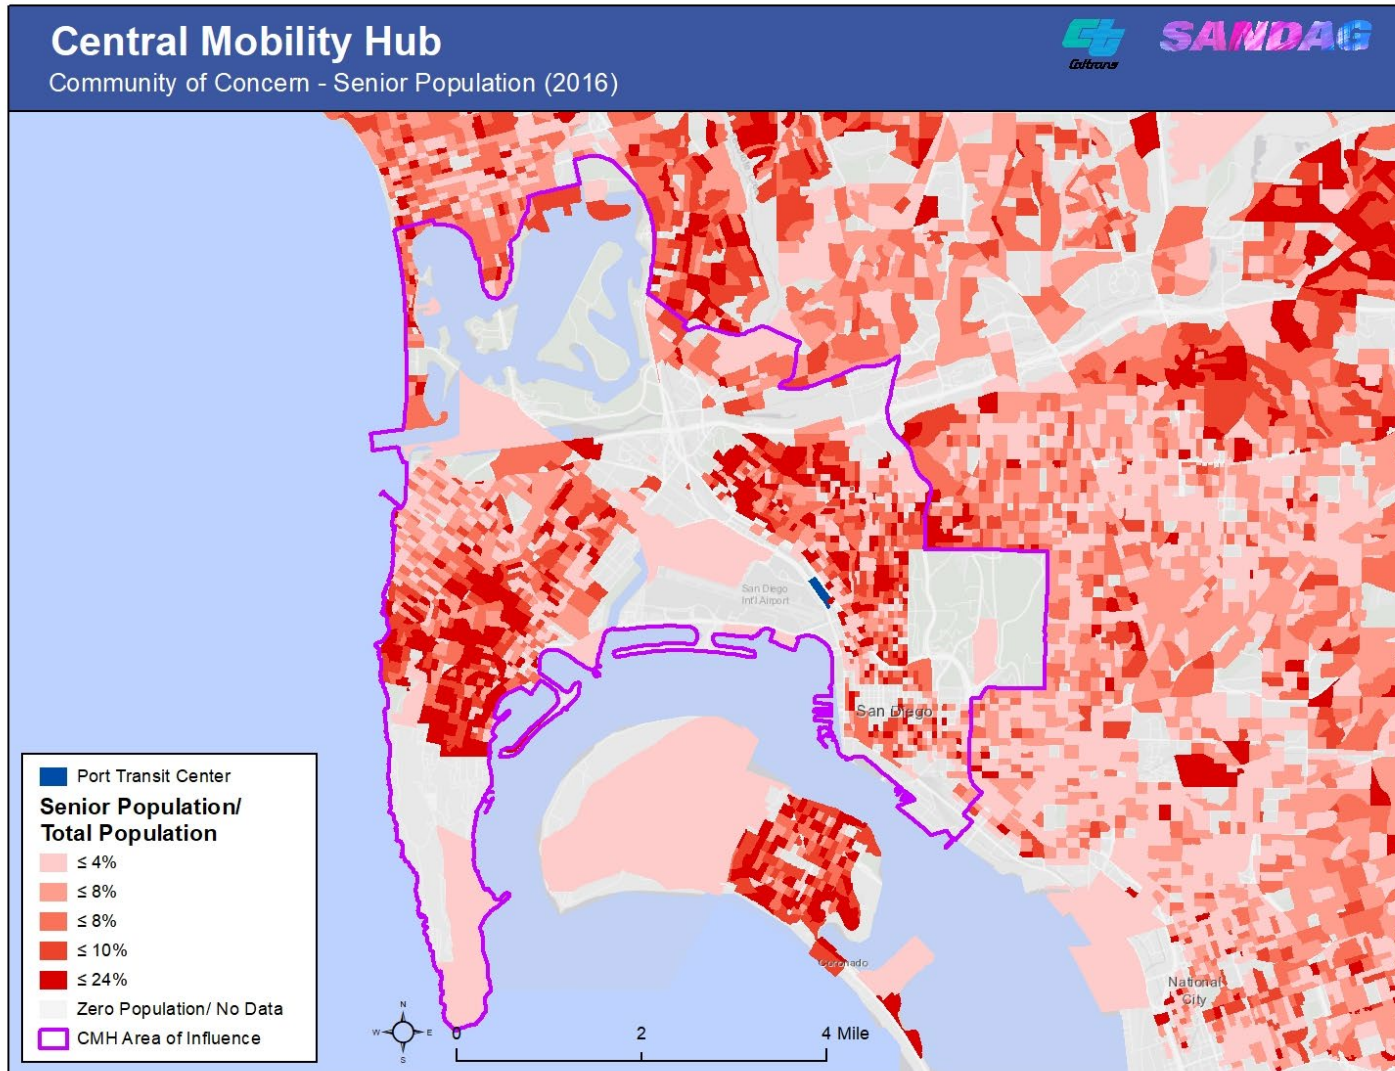 Central Mobility Hub
Community of Concern - Senior Population (2016)
Caltrans
SANDAG
San Diego
Int'l Airport
San Diego
Coronado
National
City
Port Transit Center
Senior Population/
Total Population
≤ 4%
≤ 8%
≤ 8%
≤ 10%
≤ 24%
Zero Population/ No Data
CMH Area of Influence
N
W E
S
0 2 4 Mile